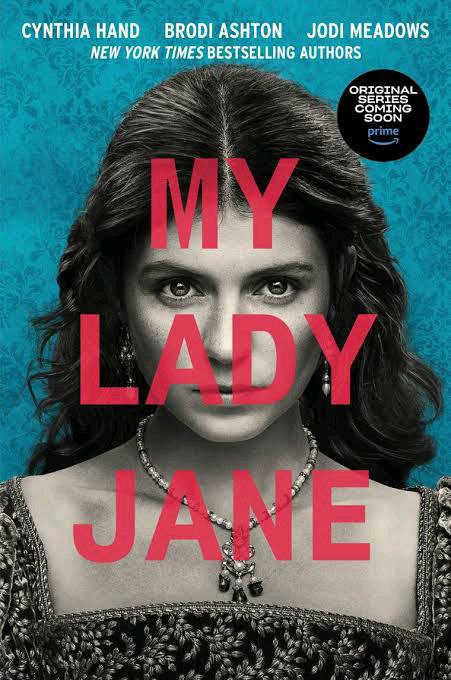 CYNTHIA HAND BRODI ASHTON JODI MEADOWS
NEW YORK TIMES BESTSELLING AUTHORS
ORIGINAL
SERIES
COMING
SOON
prime
MY
LADY
JANE